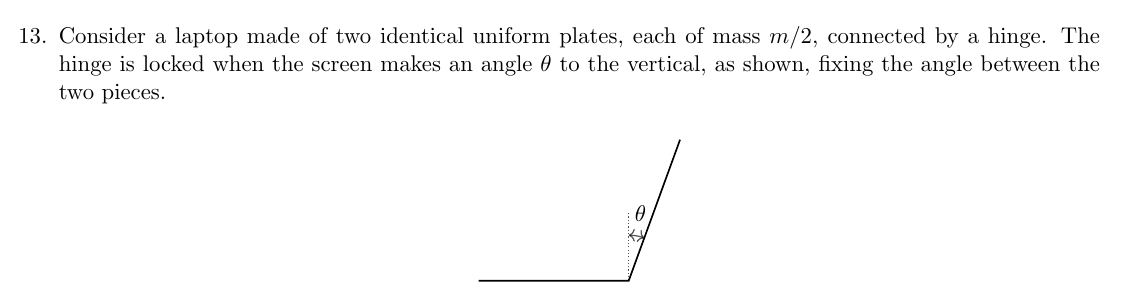 13. Consider a laptop made of two identical uniform plates, each of mass m/2, connected by a hinge. The
hinge is locked when the screen makes an angle θ to the vertical, as shown, fixing the angle between the
two pieces.
θ